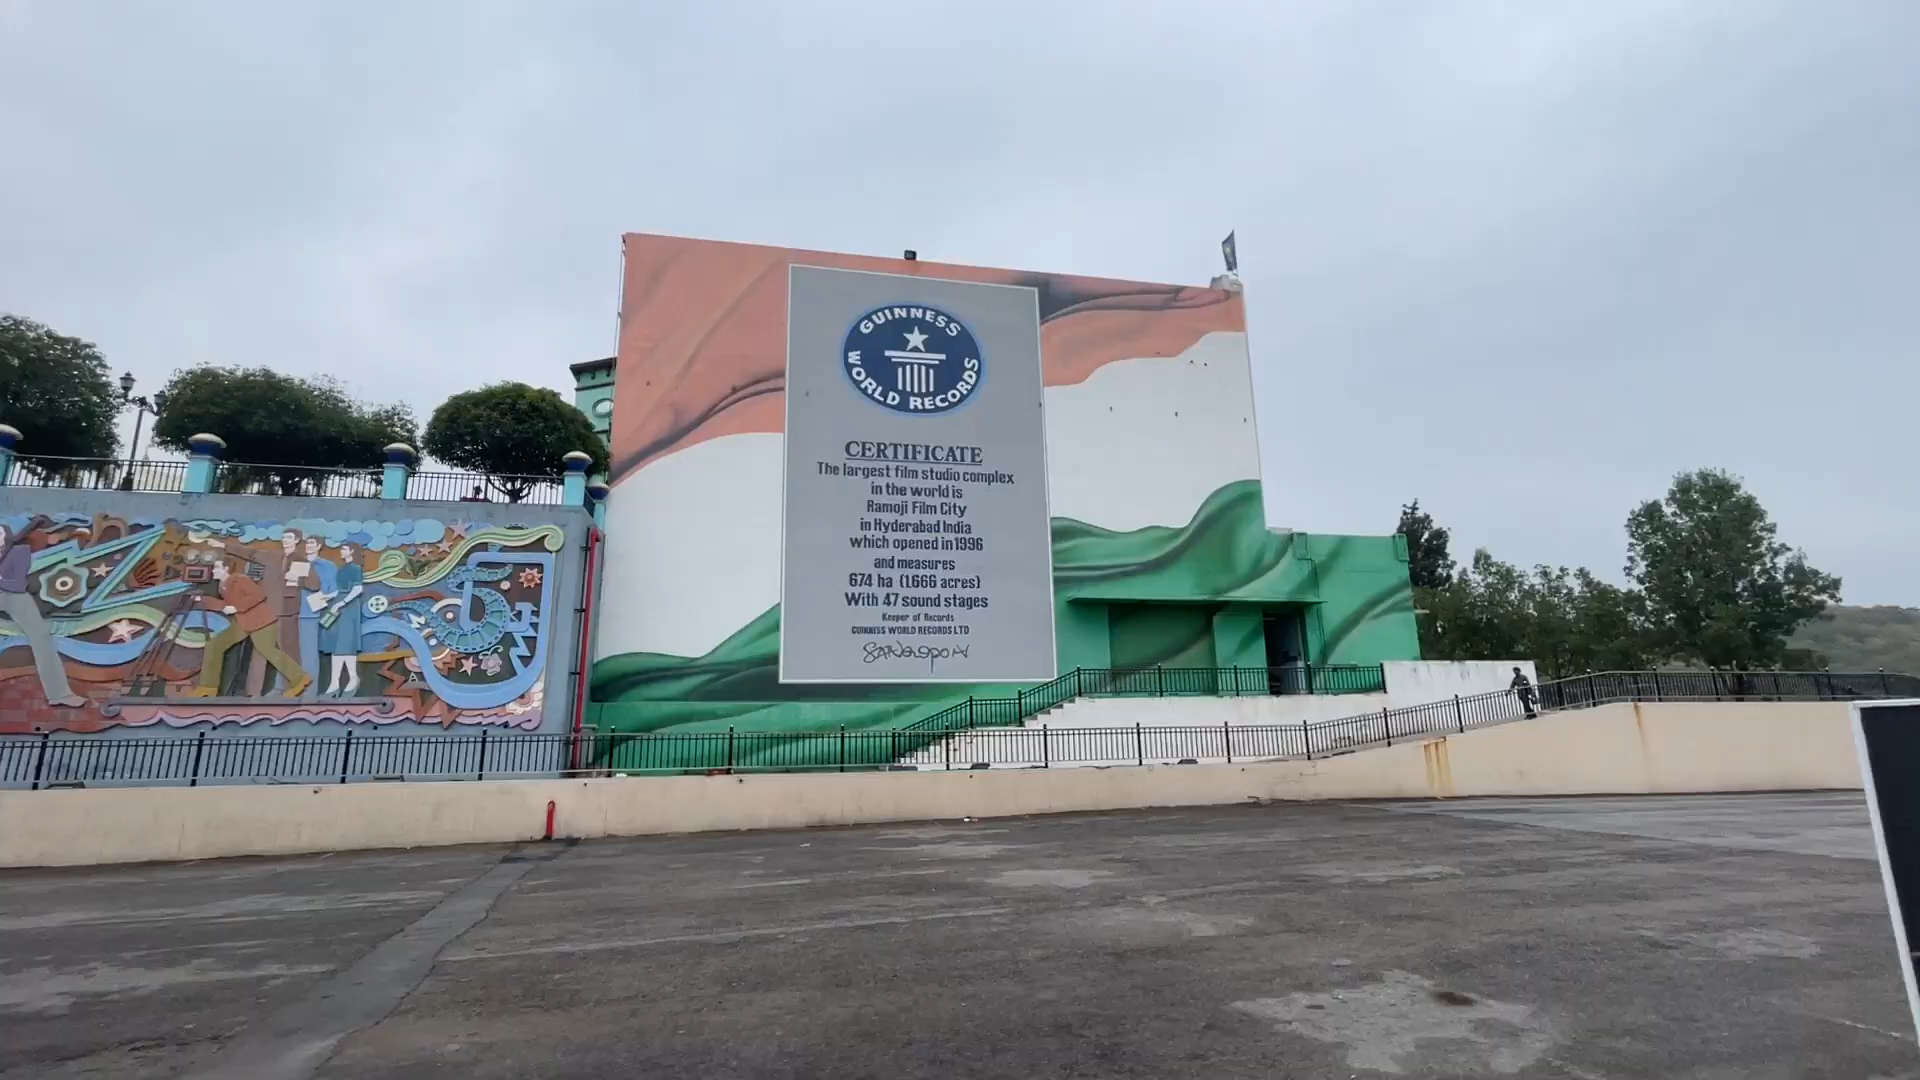 GUINNESS
WORLD RECORDS
CERTIFICATE
The largest film studio complex
in the world is
Ramoji Film City
in Hyderabad India
which opened in 1996
and measures
674 ha (1.666 acres)
With 47 sound stages
Keeper of Records
GUINNESS WORLD RECORDS LTD